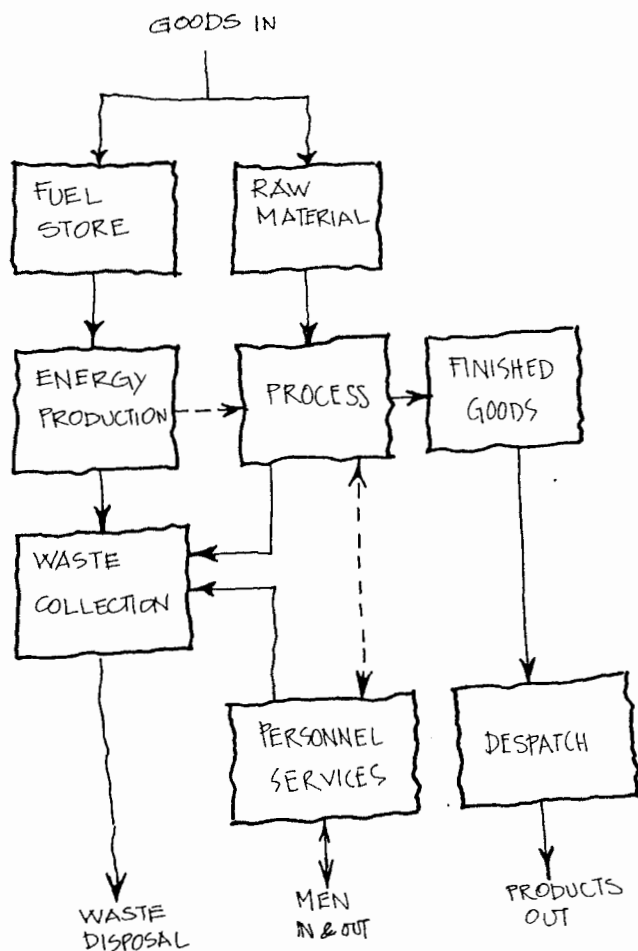 GOODS IN
FUEL
STORE
RAW
MATERIAL
ENERGY
PRODUCTION
PROCESS
FINISHED
GOODS
WASTE
COLLECTION
PERSONNEL
SERVICES
DESPATCH
WASTE
DISPOSAL
MEN
IN & OUT
PRODUCTS
OUT